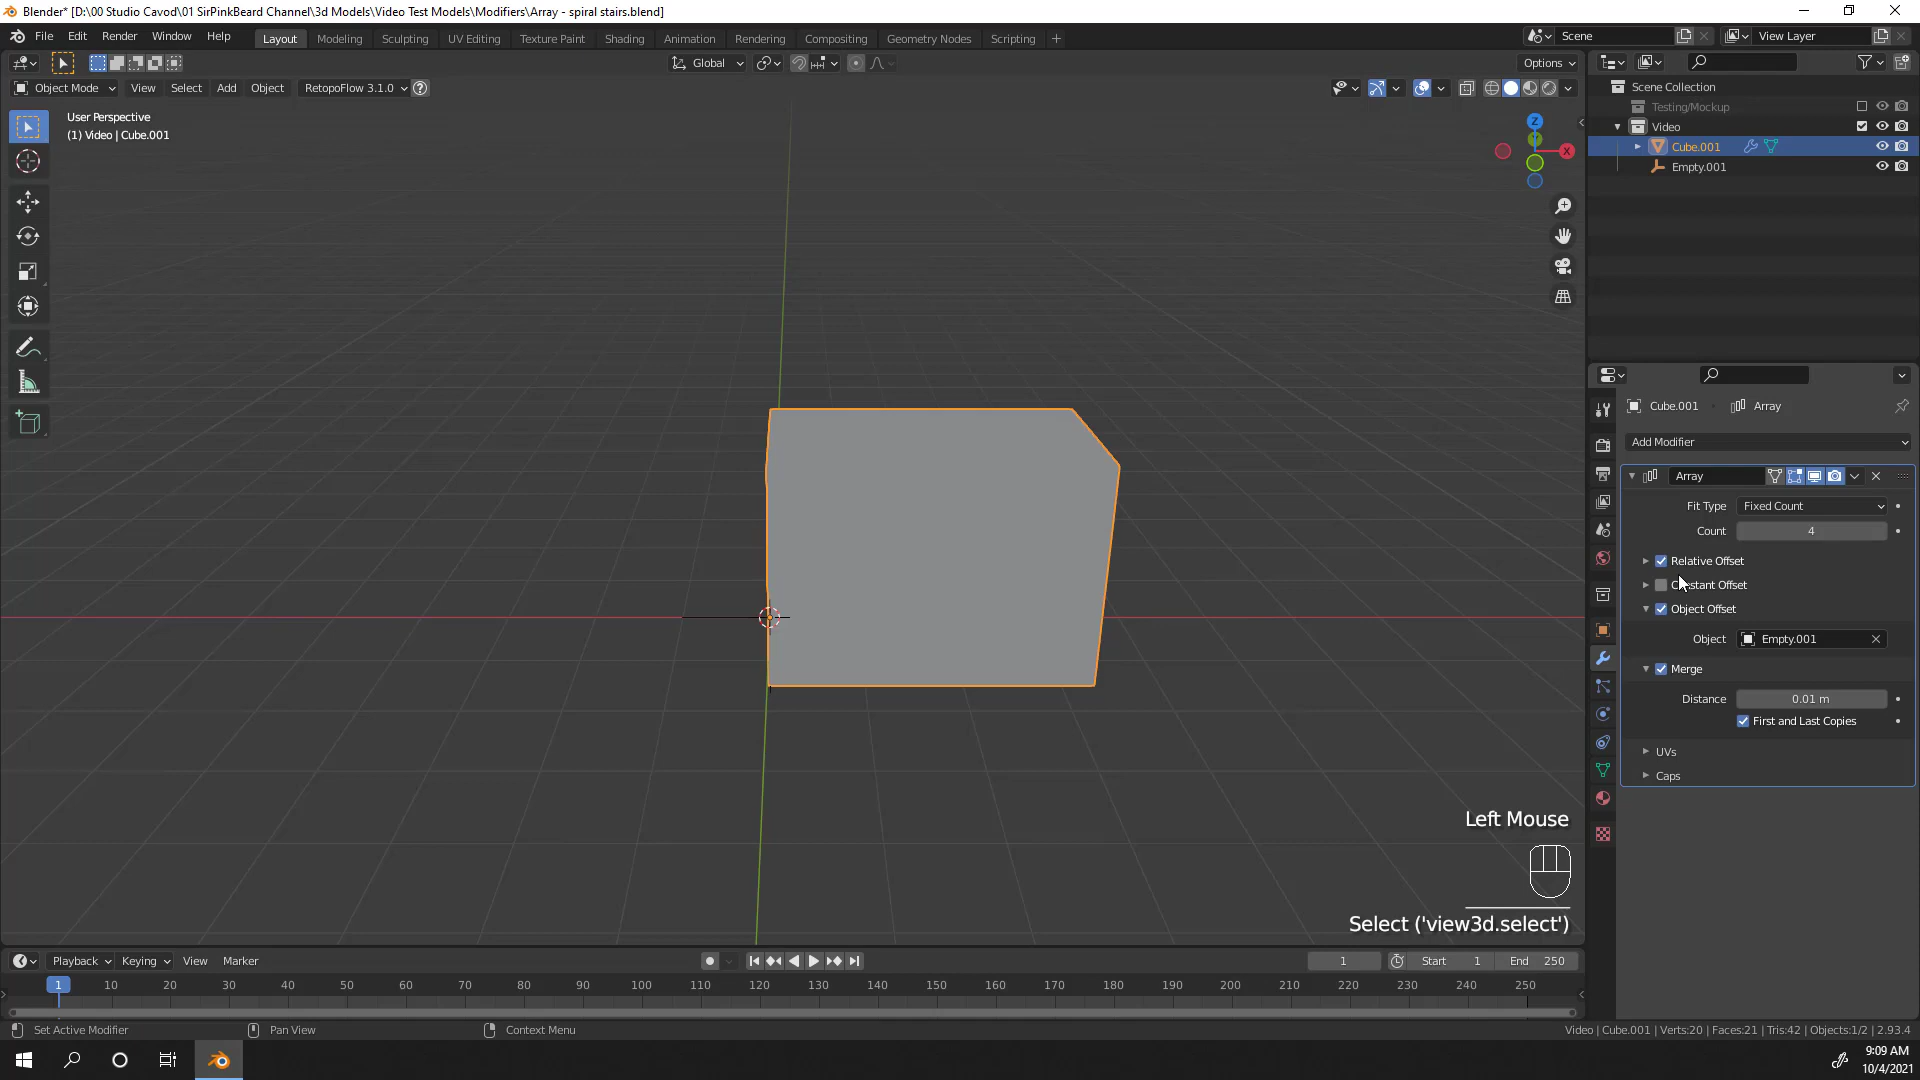 Blender* [D:\00 Studio Cavod\01 SirPinkBeard Channel\3d Models\Video Test Models\Modifiers\Array - spiral stairs.blend]
File Edit Render Window Help Layout Modeling Sculpting UV Editing Texture Paint Shading Animation Rendering Compositing Geometry Nodes Scripting + Scene View Layer
Global Options
Object Mode View Select Add Object RetopoFlow 3.1.0
Scene Collection
Testing/Mockup
Video
Cube.001
Empty.001
User Perspective
(1) Video | Cube.001
Z
Y
X
Cube.001 Array
Add Modifier
Array
Fit Type Fixed Count
Count 4
Relative Offset
Constant Offset
Object Offset
Object Empty.001
Merge
Distance 0.01 m
First and Last Copies
UVs
Caps
Left Mouse
Select ('view3d.select')
Playback Keying View Marker 1 Start 1 End 250
1 10 20 30 40 50 60 70 80 90 100 110 120 130 140 150 160 170 180 190 200 210 220 230 240 250
Set Active Modifier Pan View Context Menu Video | Cube.001 | Verts:20 | Faces:21 | Tris:42 | Objects:1/2 | 2.93.4
9:09 AM
10/4/2021